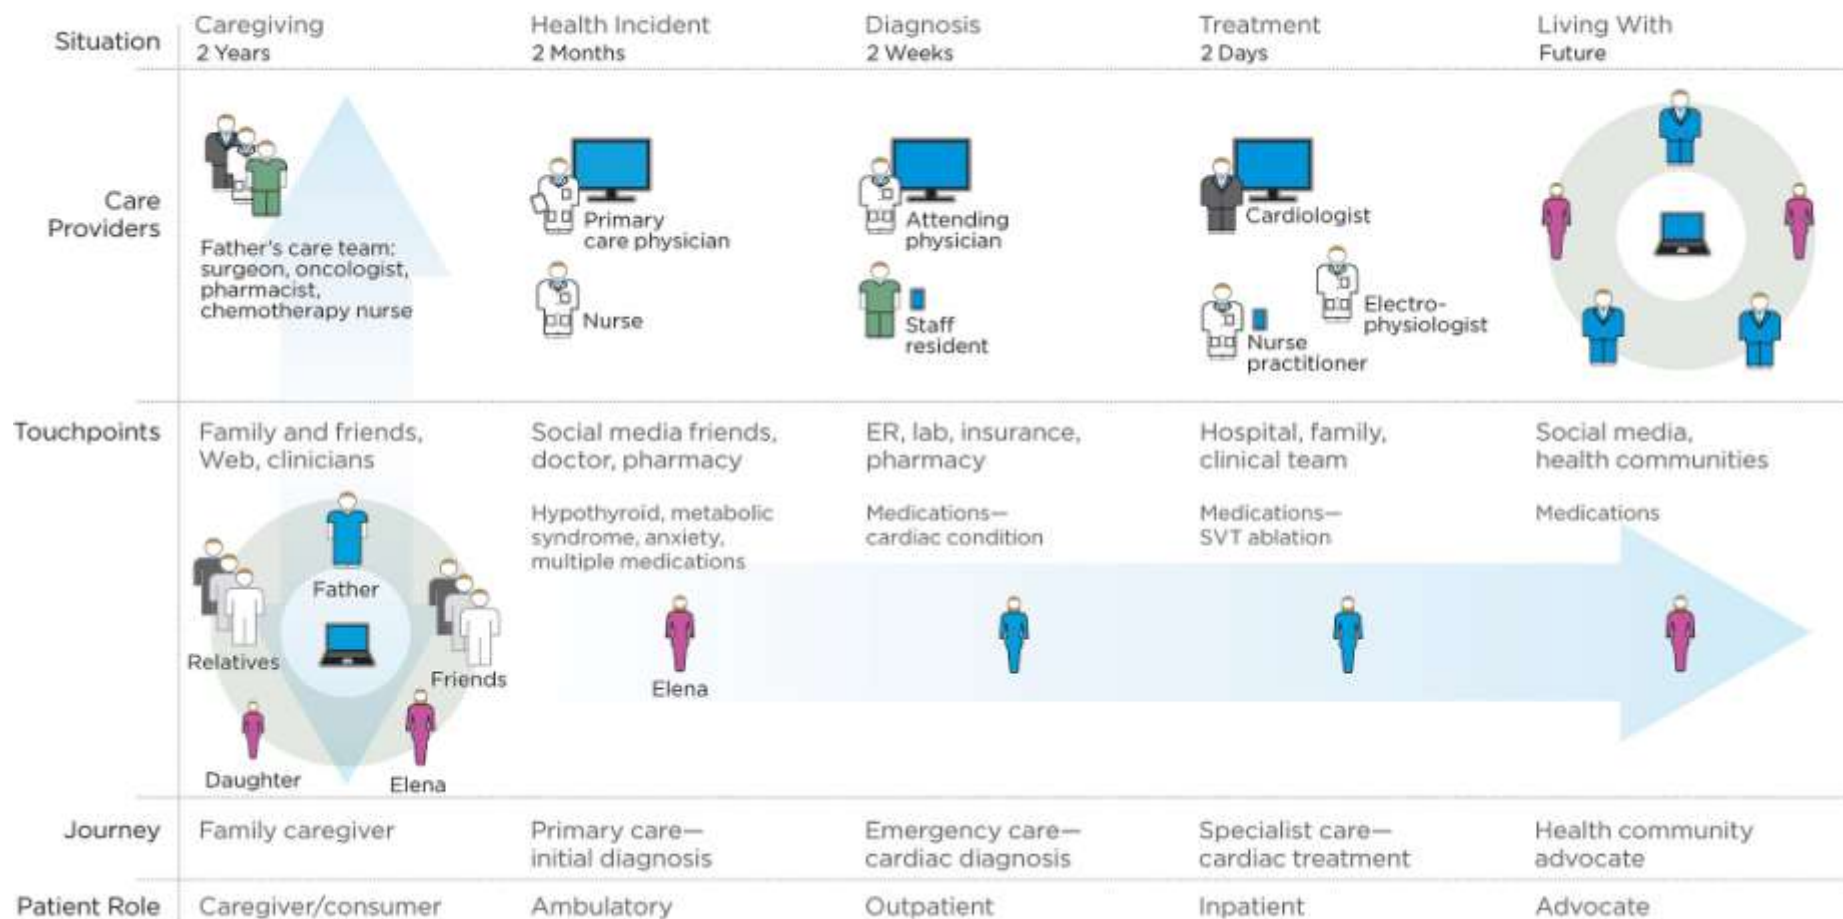 Situation
Caregiving
2 Years
Health Incident
2 Months
Diagnosis
2 Weeks
Treatment
2 Days
Living With
Future
Care
Providers
Father's care team:
surgeon, oncologist,
pharmacist,
chemotherapy nurse
Primary
care physician
Nurse
Attending
physician
Staff
resident
Cardiologist
Nurse
practitioner
Electro-
physiologist
Touchpoints
Family and friends,
Web, clinicians
Father
Relatives
Friends
Daughter
Elena
Social media friends,
doctor, pharmacy
Hypothyroid, metabolic
syndrome, anxiety,
multiple medications
Elena
ER, lab, insurance,
pharmacy
Medications—
cardiac condition
Hospital, family,
clinical team
Medications—
SVT ablation
Social media,
health communities
Medications
Journey
Family caregiver
Primary care—
initial diagnosis
Emergency care—
cardiac diagnosis
Specialist care—
cardiac treatment
Health community
advocate
Patient Role
Caregiver/consumer
Ambulatory
Outpatient
Inpatient
Advocate